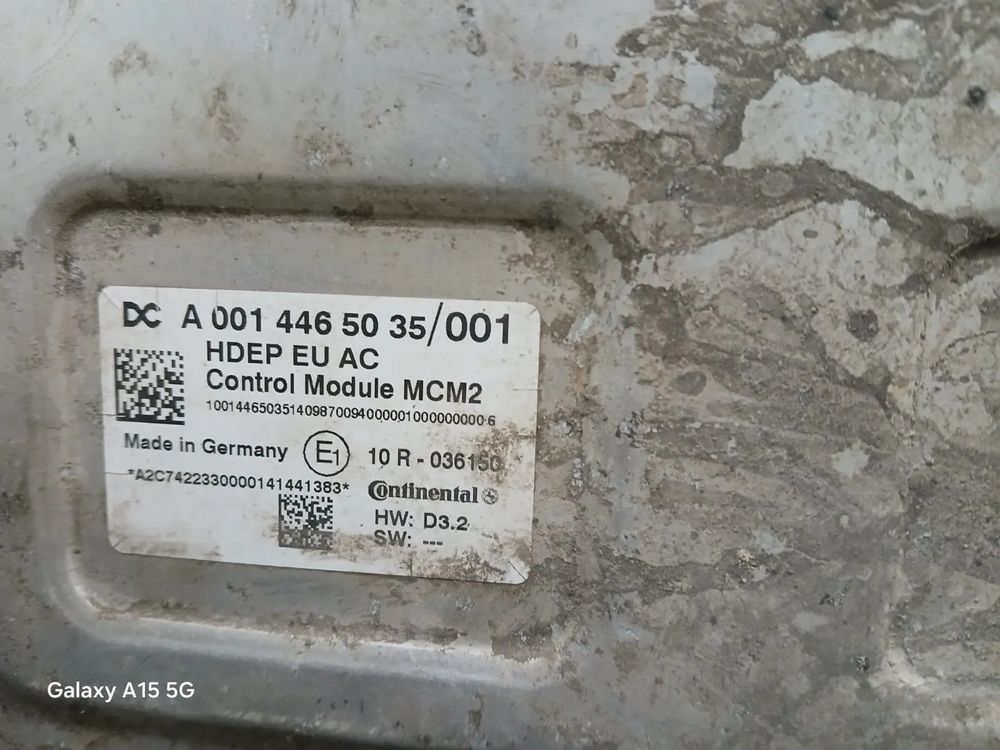 DC A 001 446 50 35/001
HDEP EU AC
Control Module MCM2
Made in Germany E1 10 R - 036150
*A2C7422330000141441383* Continental
HW: D3.2
SW: ---
Galaxy A15 5G